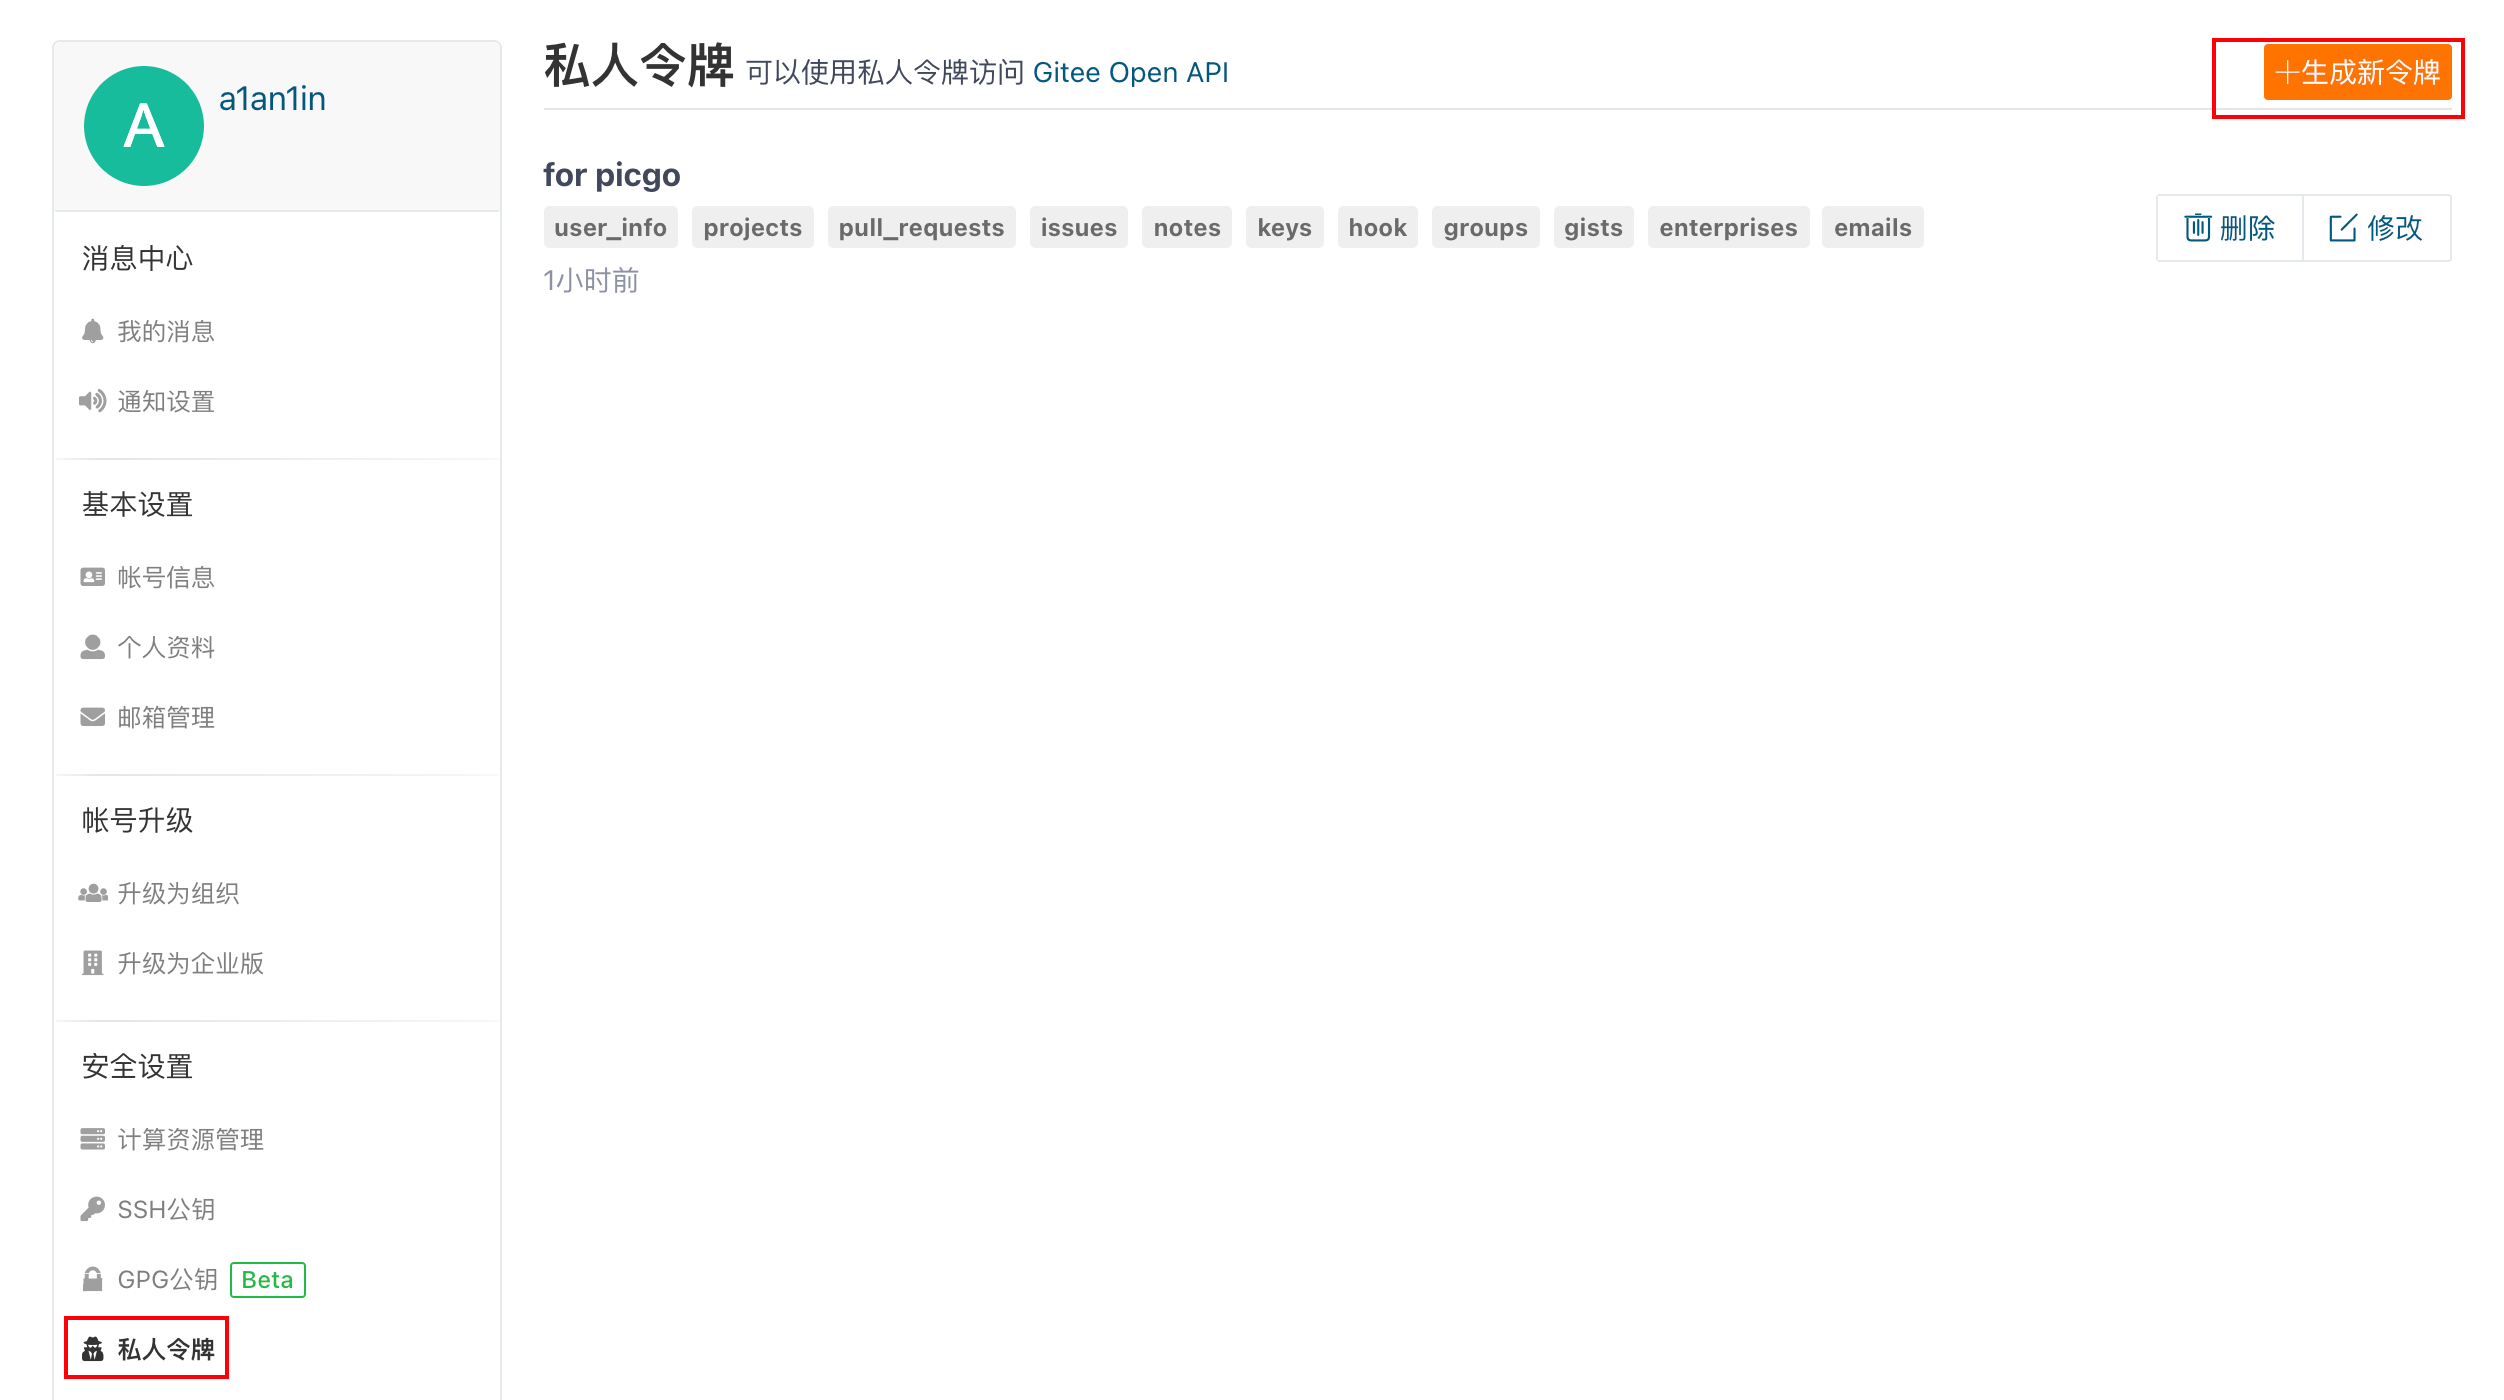 A
a1an1in
消息中心
我的消息
通知设置
基本设置
帐号信息
个人资料
邮箱管理
帐号升级
升级为组织
升级为企业版
安全设置
计算资源管理
SSH公钥
GPG公钥 Beta
私人令牌
私人令牌 可以使用私人令牌访问 Gitee Open API
+生成新令牌
for picgo
user_info projects pull_requests issues notes keys hook groups gists enterprises emails
1小时前
删除 修改